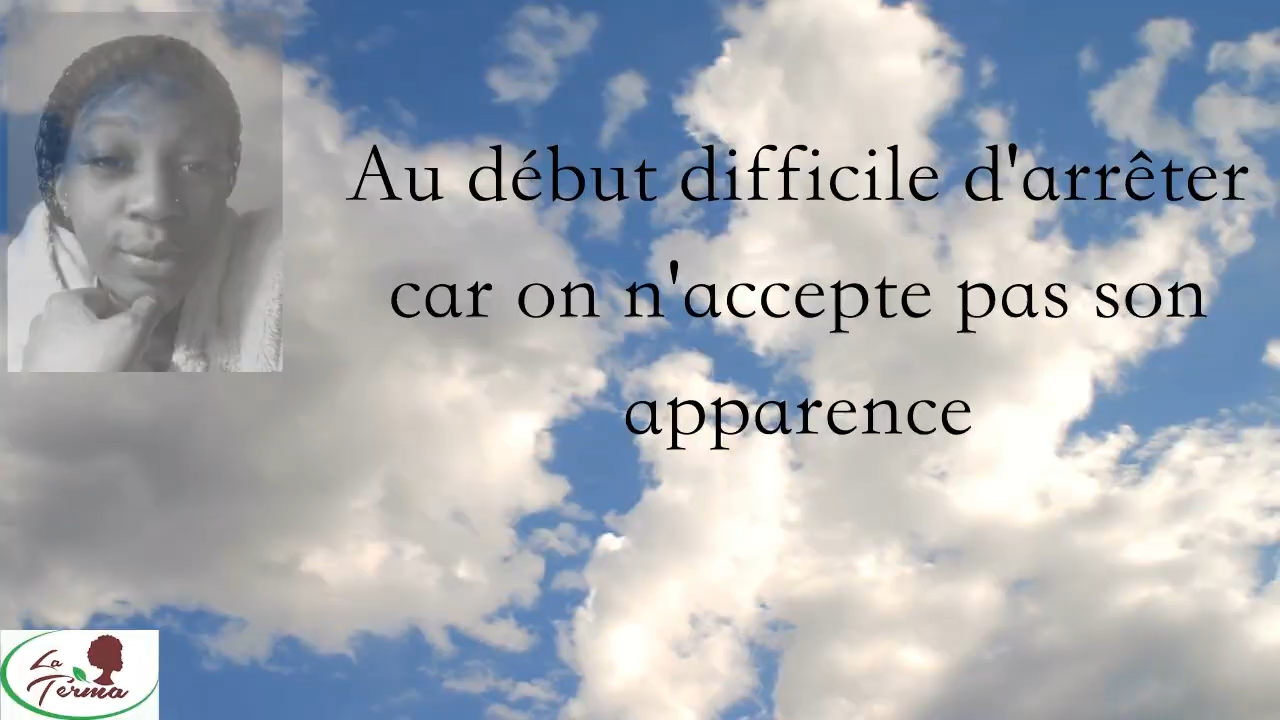 Au début difficile d'arrêter
car on n'accepte pas son
apparence
La
Terma